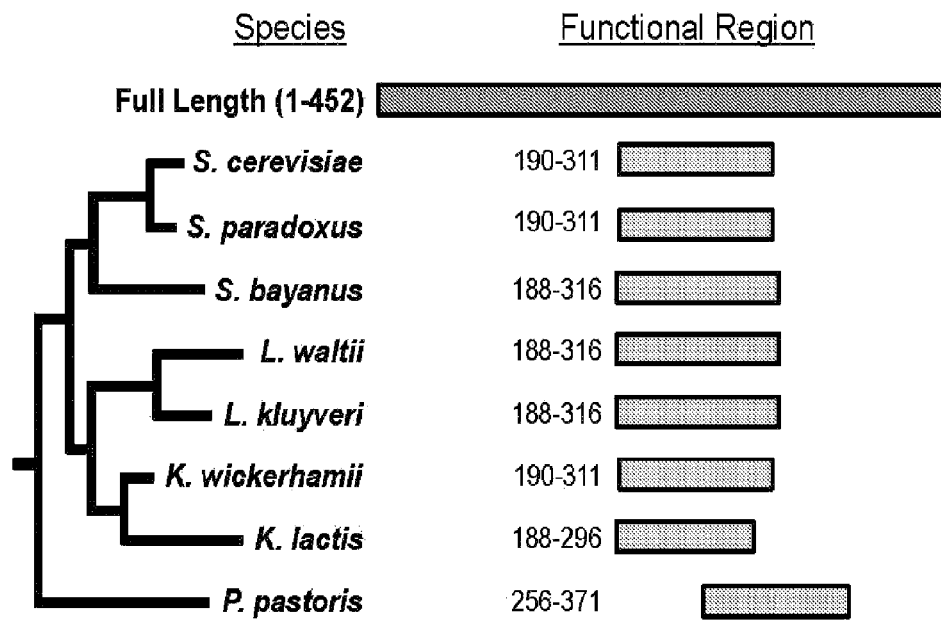 Species Functional Region
Full Length (1-452)
S. cerevisiae 190-311
S. paradoxus 190-311
S. bayanus 188-316
L. waltii 188-316
L. kluyveri 188-316
K. wickerhamii 190-311
K. lactis 188-296
P. pastoris 256-371